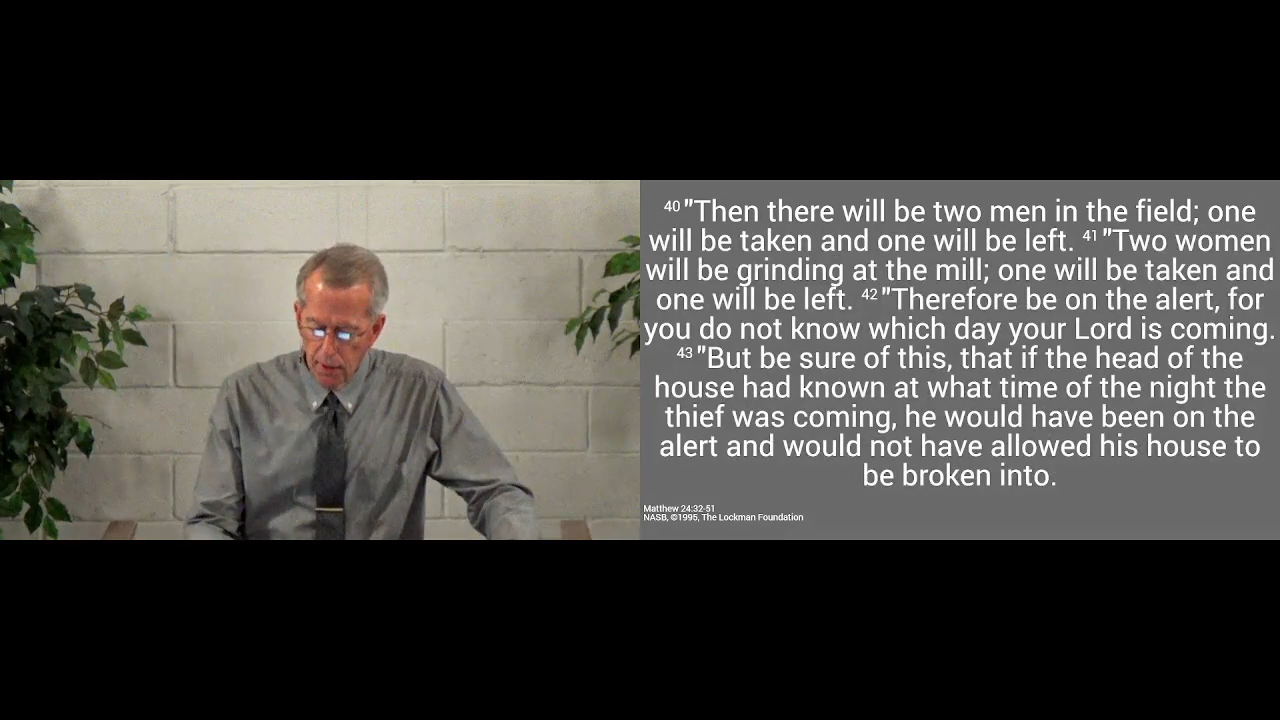 40 "Then there will be two men in the field; one
will be taken and one will be left. 41 "Two women
will be grinding at the mill; one will be taken and
one will be left. 42 "Therefore be on the alert, for
you do not know which day your Lord is coming.
43 "But be sure of this, that if the head of the
house had known at what time of the night the
thief was coming, he would have been on the
alert and would not have allowed his house to
be broken into.
Matthew 24:32-51
NASB, ©1995, The Lockman Foundation